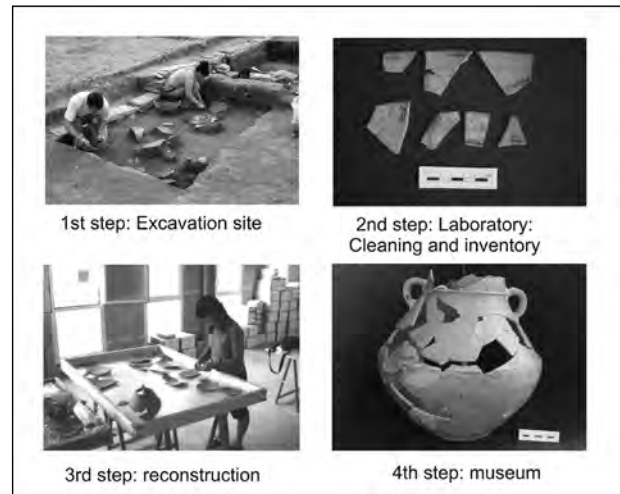 1st step: Excavation site
2nd step: Laboratory:
Cleaning and inventory
3rd step: reconstruction
4th step: museum